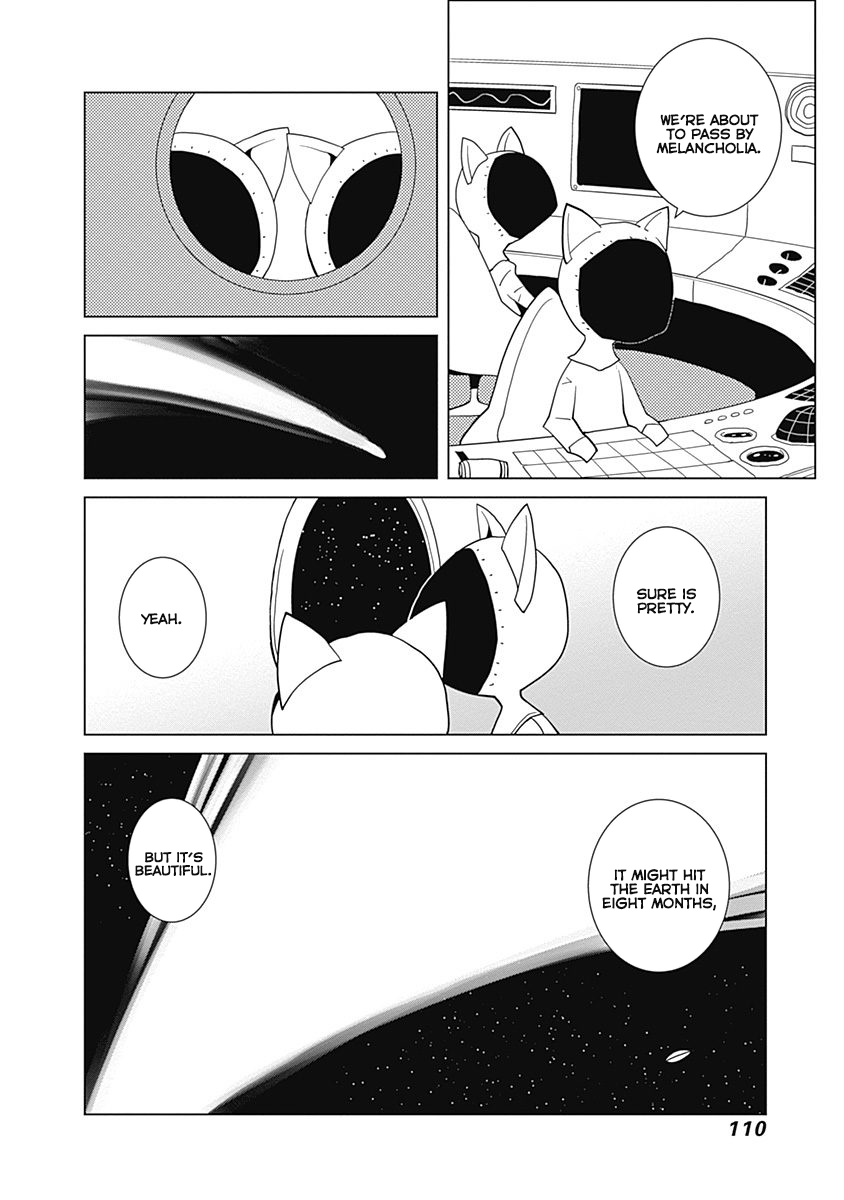 WE'RE ABOUT
TO PASS BY
MELANCHOLIA.
SURE IS
PRETTY.
YEAH.
IT MIGHT HIT
THE EARTH IN
EIGHT MONTHS,
BUT IT'S
BEAUTIFUL.
110